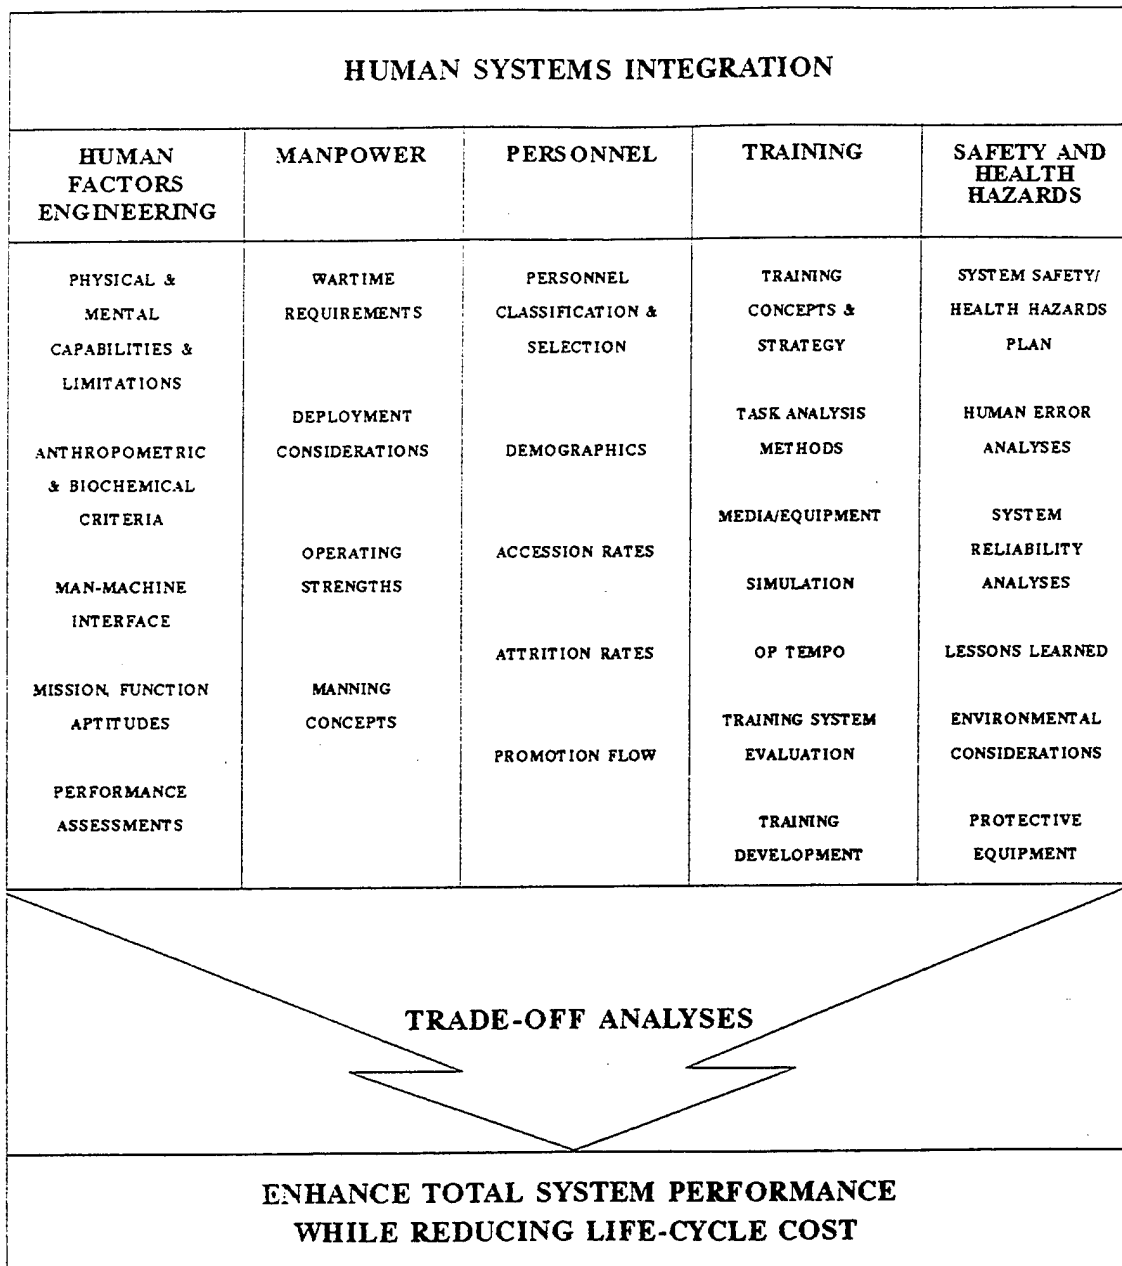 HUMAN SYSTEMS INTEGRATION
HUMAN
FACTORS
ENGINEERING
MANPOWER
PERSONNEL
TRAINING
SAFETY AND
HEALTH
HAZARDS
PHYSICAL &
MENTAL
CAPABILITIES &
LIMITATIONS
ANTHROPOMETRIC
& BIOCHEMICAL
CRITERIA
MAN-MACHINE
INTERFACE
MISSION, FUNCTION
APTITUDES
PERFORMANCE
ASSESSMENTS
WARTIME
REQUIREMENTS
DEPLOYMENT
CONSIDERATIONS
OPERATING
STRENGTHS
MANNING
CONCEPTS
PERSONNEL
CLASSIFICATION &
SELECTION
DEMOGRAPHICS
ACCESSION RATES
ATTRITION RATES
PROMOTION FLOW
TRAINING
CONCEPTS &
STRATEGY
TASK ANALYSIS
METHODS
MEDIA/EQUIPMENT
SIMULATION
OP TEMPO
TRAINING SYSTEM
EVALUATION
TRAINING
DEVELOPMENT
SYSTEM SAFETY/
HEALTH HAZARDS
PLAN
HUMAN ERROR
ANALYSES
SYSTEM
RELIABILITY
ANALYSES
LESSONS LEARNED
ENVIRONMENTAL
CONSIDERATIONS
PROTECTIVE
EQUIPMENT
TRADE-OFF ANALYSES
ENHANCE TOTAL SYSTEM PERFORMANCE
WHILE REDUCING LIFE-CYCLE COST